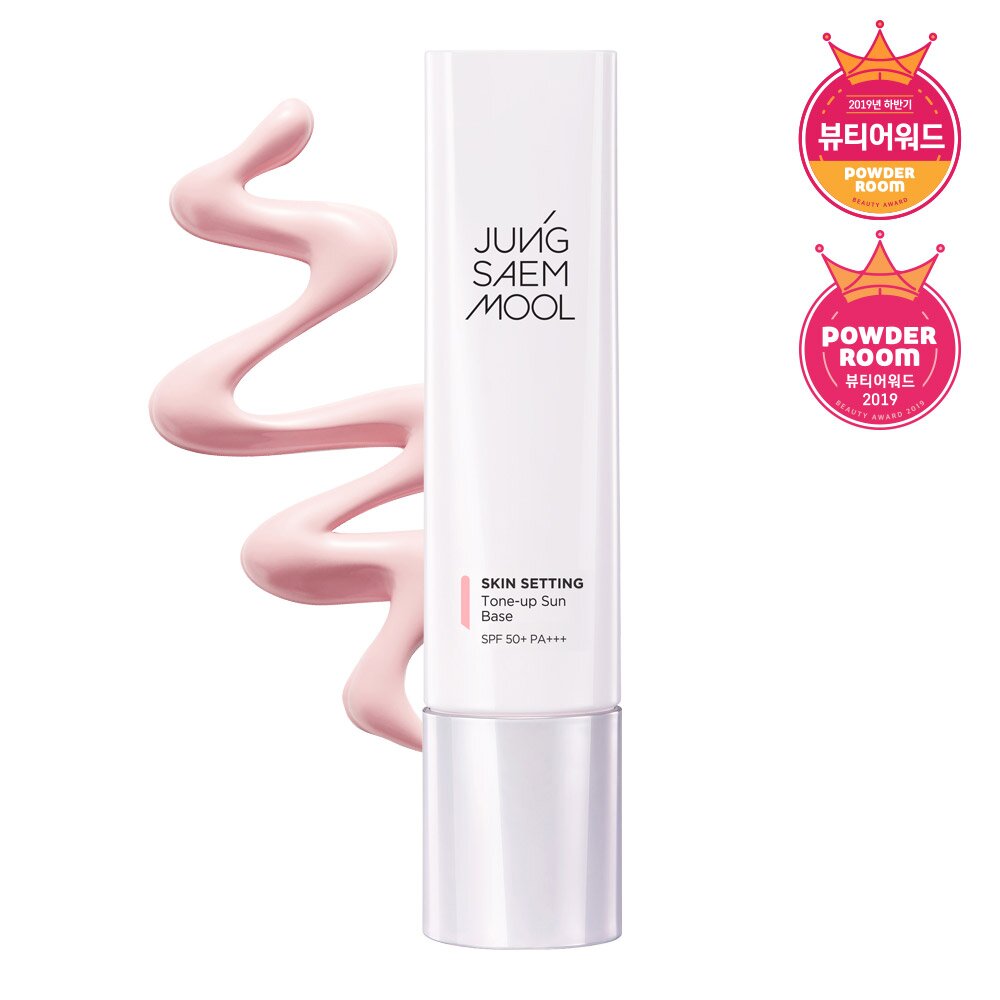 JUNG
SAEM
MOOL
SKIN SETTING
Tone-up Sun
Base
SPF 50+ PA+++
2019년 하반기
뷰티어워드
POWDER
ROOM
BEAUTY AWARD
POWDER
ROOM
뷰티어워드
2019
BEAUTY AWARD 2019